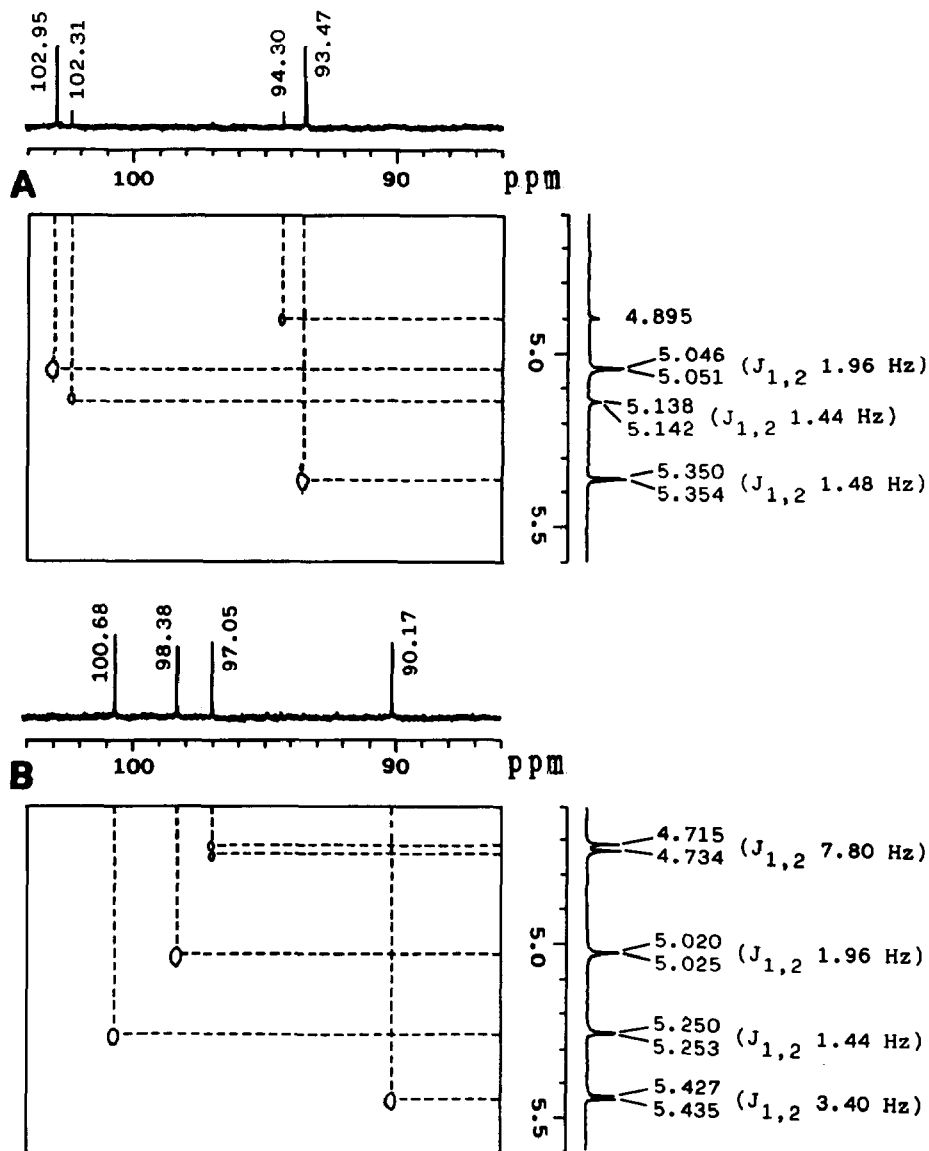 102.95
102.31
94.30
93.47
100
90
ppm
A
4.895
5.0
5.046
5.051 (J1,2 1.96 Hz)
5.138
5.142 (J1,2 1.44 Hz)
5.350
5.354 (J1,2 1.48 Hz)
5.5
100.68
98.38
97.05
90.17
100
90
ppm
B
4.715
4.734 (J1,2 7.80 Hz)
5.0
5.020
5.025 (J1,2 1.96 Hz)
5.250
5.253 (J1,2 1.44 Hz)
5.427
5.435 (J1,2 3.40 Hz)
5.5